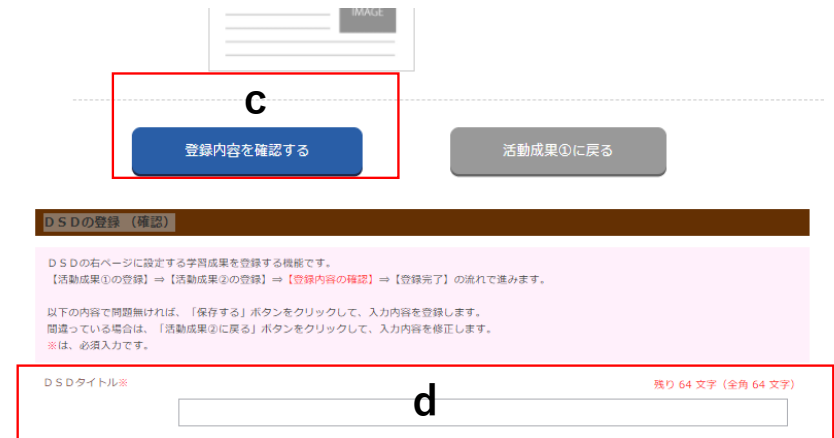 IMAGE
c
登録内容を確認する
活動成果①に戻る
ＤＳＤの登録 （確認）
ＤＳＤの右ページに設定する学習成果を登録する機能です。
【活動成果①の登録】⇒【活動成果②の登録】⇒【登録内容の確認】⇒【登録完了】の流れで進みます。
以下の内容で問題無ければ、「保存する」ボタンをクリックして、入力内容を登録します。
間違っている場合は、「活動成果②に戻る」ボタンをクリックして、入力内容を修正します。
※は、必須入力です。
ＤＳＤタイトル※
残り 64 文字（全角 64 文字）
d